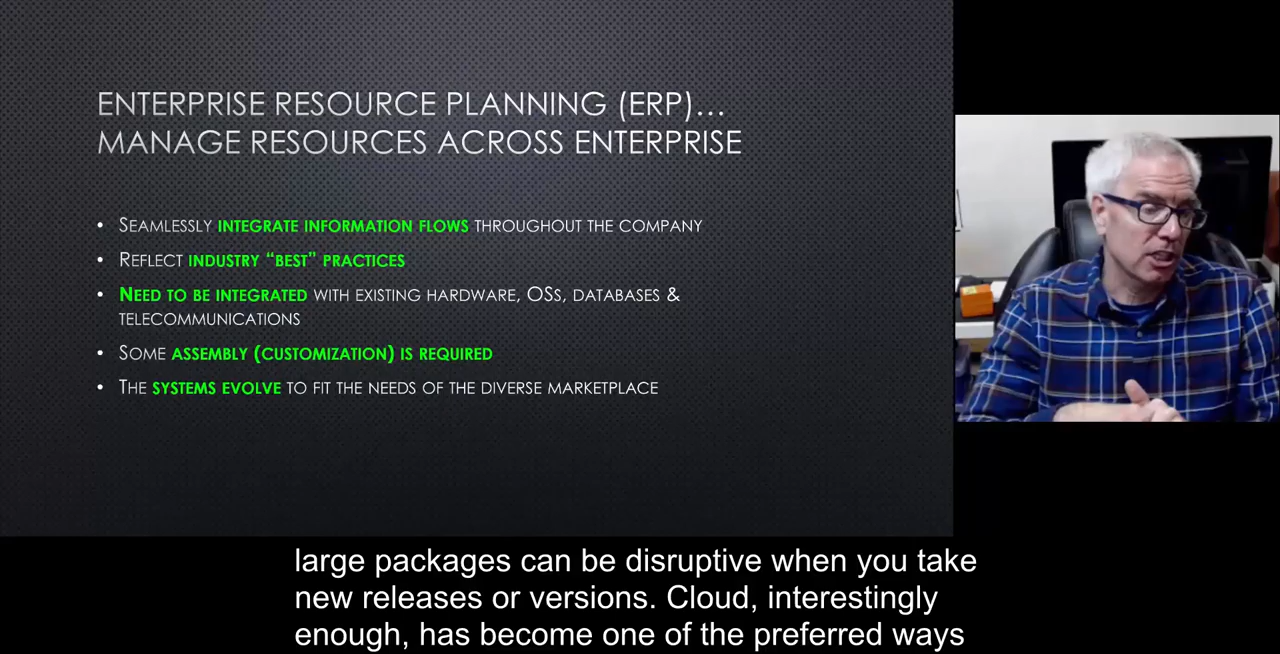 ENTERPRISE RESOURCE PLANNING (ERP)…
MANAGE RESOURCES ACROSS ENTERPRISE
• SEAMLESSLY INTEGRATE INFORMATION FLOWS THROUGHOUT THE COMPANY
• REFLECT INDUSTRY “BEST” PRACTICES
• NEED TO BE INTEGRATED WITH EXISTING HARDWARE, OSS, DATABASES &
TELECOMMUNICATIONS
• SOME ASSEMBLY (CUSTOMIZATION) IS REQUIRED
• THE SYSTEMS EVOLVE TO FIT THE NEEDS OF THE DIVERSE MARKETPLACE
large packages can be disruptive when you take
new releases or versions. Cloud, interestingly
enough, has become one of the preferred ways